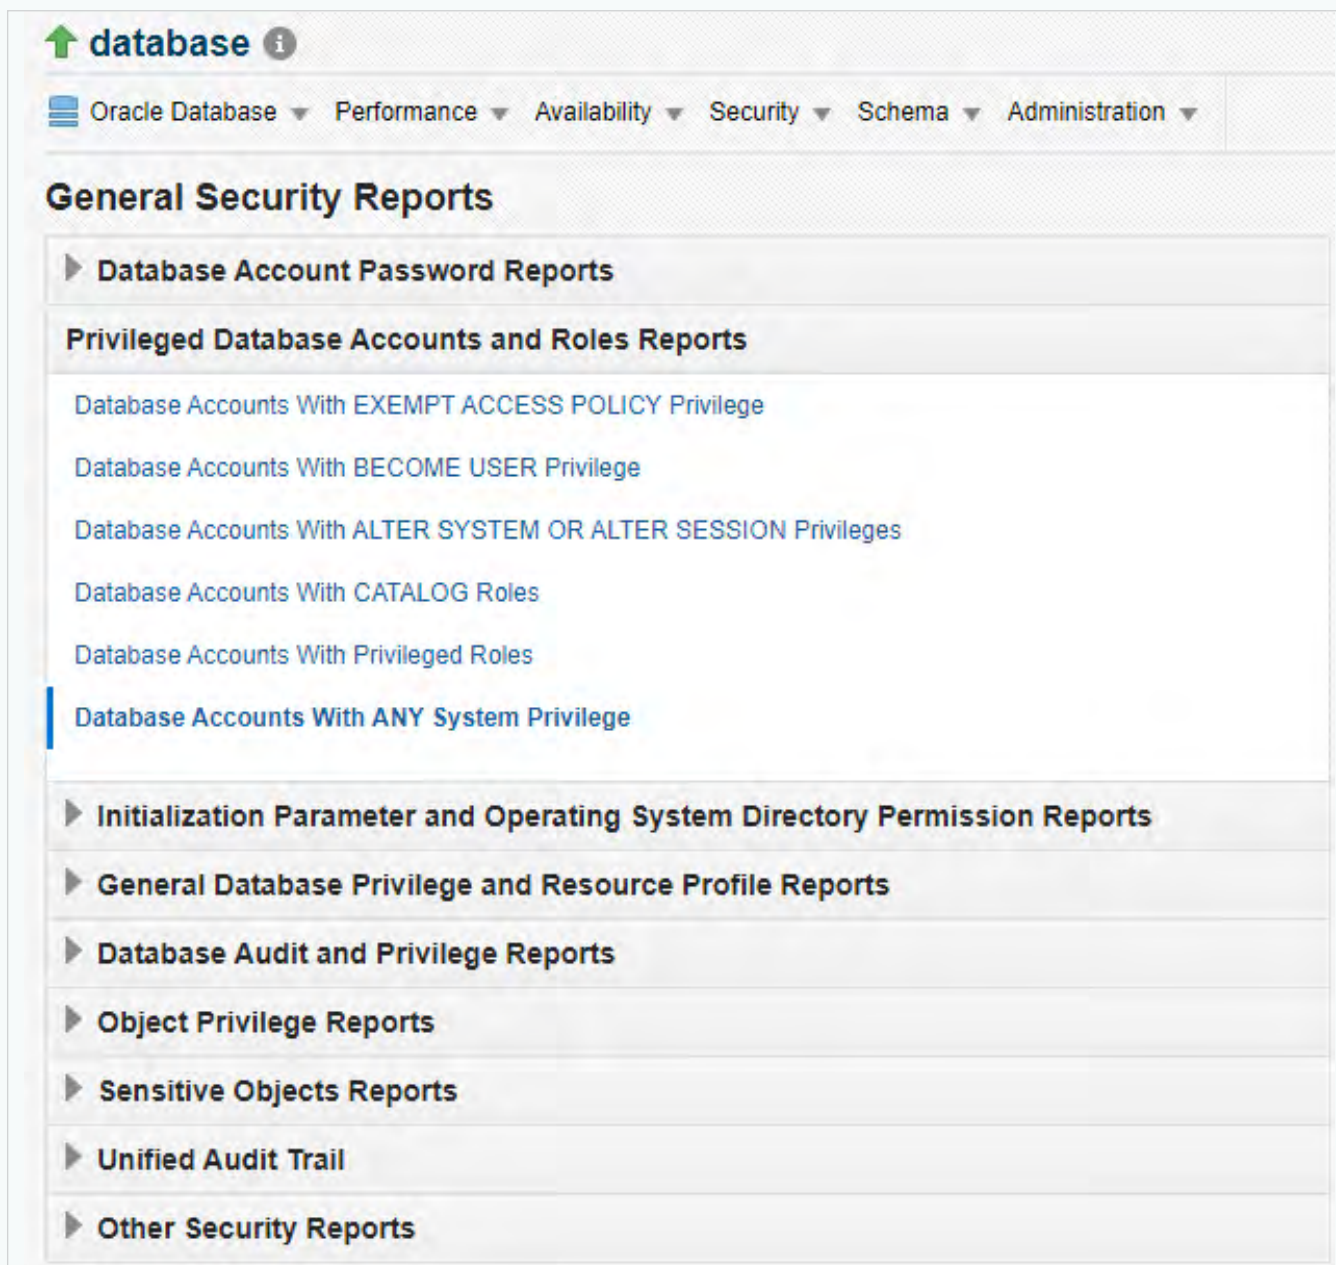 database
Oracle Database Performance Availability Security Schema Administration
General Security Reports
Database Account Password Reports
Privileged Database Accounts and Roles Reports
Database Accounts With EXEMPT ACCESS POLICY Privilege
Database Accounts With BECOME USER Privilege
Database Accounts With ALTER SYSTEM OR ALTER SESSION Privileges
Database Accounts With CATALOG Roles
Database Accounts With Privileged Roles
Database Accounts With ANY System Privilege
Initialization Parameter and Operating System Directory Permission Reports
General Database Privilege and Resource Profile Reports
Database Audit and Privilege Reports
Object Privilege Reports
Sensitive Objects Reports
Unified Audit Trail
Other Security Reports